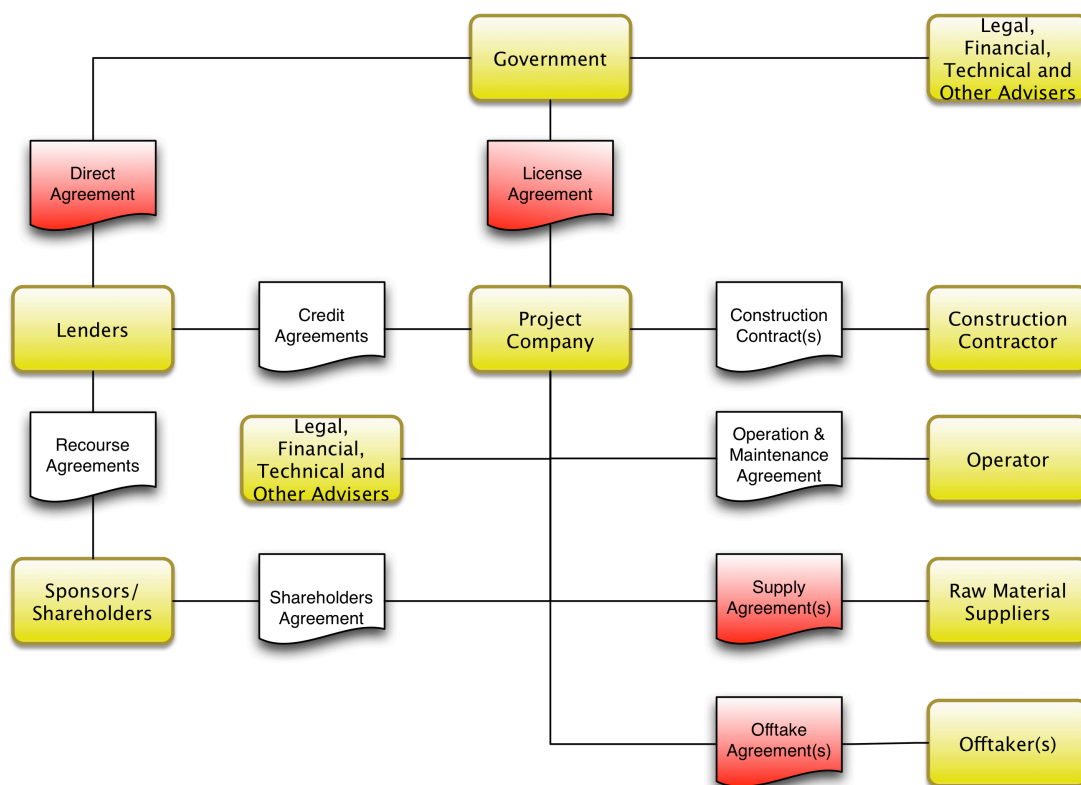 Government
Legal,
Financial,
Technical and
Other Advisers
Direct
Agreement
License
Agreement
Lenders
Credit
Agreements
Project
Company
Construction
Contract(s)
Construction
Contractor
Recourse
Agreements
Legal,
Financial,
Technical and
Other Advisers
Operation &
Maintenance
Agreement
Operator
Sponsors/
Shareholders
Shareholders
Agreement
Supply
Agreement(s)
Raw Material
Suppliers
Offtake
Agreement(s)
Offtaker(s)